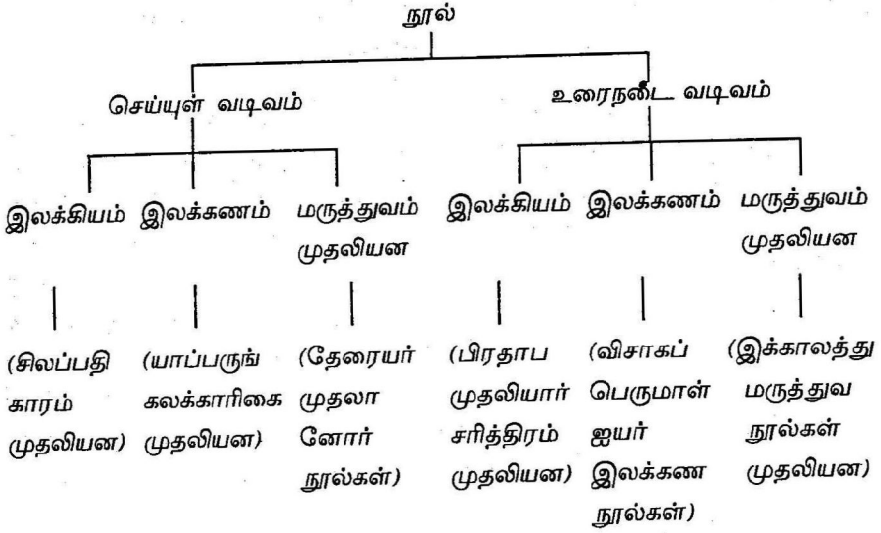 நூல்
செய்யுள் வடிவம்
உரைநடை வடிவம்
இலக்கியம் இலக்கணம் மருத்துவம் முதலியன
இலக்கியம் இலக்கணம் மருத்துவம் முதலியன
(சிலப்பதி
காரம்
முதலியன)
(யாப்பருங்
கலக்காரிகை
முதலியன)
(தேரையர்
முதலா
னோர்
நூல்கள்)
(பிரதாப
முதலியார்
சரித்திரம்
முதலியன)
(விசாகப்
பெருமாள்
ஐயர்
இலக்கண
நூல்கள்)
(இக்காலத்து
மருத்துவ
நூல்கள்
முதலியன)